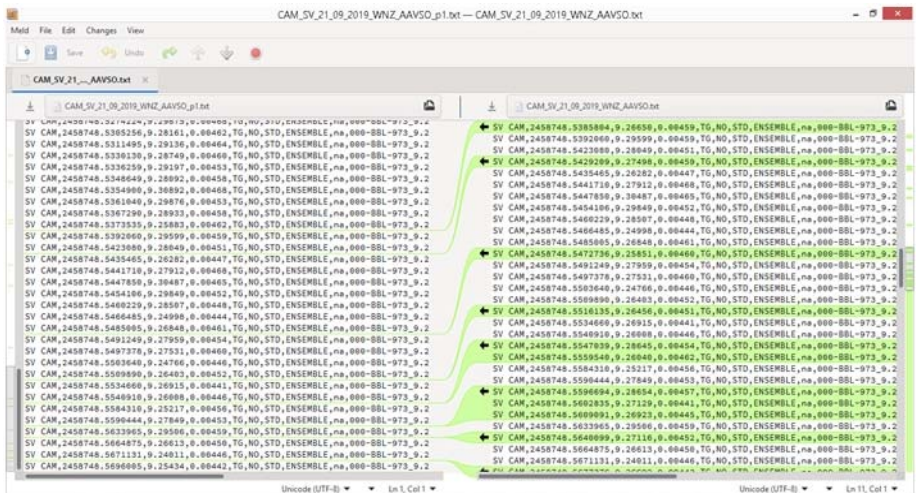 CAM_SV_21_09_2019_WNZ_AAVSO_p1.txt — CAM_SV_21_09_2019_WNZ_AAVSO.txt
Meld File Edit Changes View
Save Undo
CAM_SV_21_..._AAVSO.txt
CAM_SV_21_09_2019_WNZ_AAVSO_p1.txt
SV CAM,2458748.5305256,9.28161,0.00462,TG,NO,STD,ENSEMBLE,na,000-BBL-973_9.2
SV CAM,2458748.5311495,9.29136,0.00464,TG,NO,STD,ENSEMBLE,na,000-BBL-973_9.2
SV CAM,2458748.5330130,9.28749,0.00460,TG,NO,STD,ENSEMBLE,na,000-BBL-973_9.2
SV CAM,2458748.5336259,9.29197,0.00453,TG,NO,STD,ENSEMBLE,na,000-BBL-973_9.2
SV CAM,2458748.5348649,9.28092,0.00458,TG,NO,STD,ENSEMBLE,na,000-BBL-973_9.2
SV CAM,2458748.5354900,9.30892,0.00468,TG,NO,STD,ENSEMBLE,na,000-BBL-973_9.2
SV CAM,2458748.5361040,9.29876,0.00453,TG,NO,STD,ENSEMBLE,na,000-BBL-973_9.2
SV CAM,2458748.5367290,9.28933,0.00458,TG,NO,STD,ENSEMBLE,na,000-BBL-973_9.2
SV CAM,2458748.5373535,9.25883,0.00462,TG,NO,STD,ENSEMBLE,na,000-BBL-973_9.2
SV CAM,2458748.5392060,9.29599,0.00459,TG,NO,STD,ENSEMBLE,na,000-BBL-973_9.2
SV CAM,2458748.5423080,9.28049,0.00451,TG,NO,STD,ENSEMBLE,na,000-BBL-973_9.2
SV CAM,2458748.5435465,9.26282,0.00447,TG,NO,STD,ENSEMBLE,na,000-BBL-973_9.2
SV CAM,2458748.5441710,9.27912,0.00468,TG,NO,STD,ENSEMBLE,na,000-BBL-973_9.2
SV CAM,2458748.5447850,9.30487,0.00465,TG,NO,STD,ENSEMBLE,na,000-BBL-973_9.2
SV CAM,2458748.5454106,9.29849,0.00452,TG,NO,STD,ENSEMBLE,na,000-BBL-973_9.2
SV CAM,2458748.5460229,9.28507,0.00448,TG,NO,STD,ENSEMBLE,na,000-BBL-973_9.2
SV CAM,2458748.5466485,9.24998,0.00444,TG,NO,STD,ENSEMBLE,na,000-BBL-973_9.2
SV CAM,2458748.5485005,9.26848,0.00461,TG,NO,STD,ENSEMBLE,na,000-BBL-973_9.2
SV CAM,2458748.5491249,9.27959,0.00454,TG,NO,STD,ENSEMBLE,na,000-BBL-973_9.2
SV CAM,2458748.5497378,9.27531,0.00460,TG,NO,STD,ENSEMBLE,na,000-BBL-973_9.2
SV CAM,2458748.5503640,9.24766,0.00446,TG,NO,STD,ENSEMBLE,na,000-BBL-973_9.2
SV CAM,2458748.5509890,9.26403,0.00452,TG,NO,STD,ENSEMBLE,na,000-BBL-973_9.2
SV CAM,2458748.5534660,9.26915,0.00441,TG,NO,STD,ENSEMBLE,na,000-BBL-973_9.2
SV CAM,2458748.5540910,9.26008,0.00446,TG,NO,STD,ENSEMBLE,na,000-BBL-973_9.2
SV CAM,2458748.5584310,9.25217,0.00456,TG,NO,STD,ENSEMBLE,na,000-BBL-973_9.2
SV CAM,2458748.5590444,9.27849,0.00453,TG,NO,STD,ENSEMBLE,na,000-BBL-973_9.2
SV CAM,2458748.5633965,9.29506,0.00459,TG,NO,STD,ENSEMBLE,na,000-BBL-973_9.2
SV CAM,2458748.5664875,9.26613,0.00450,TG,NO,STD,ENSEMBLE,na,000-BBL-973_9.2
SV CAM,2458748.5671131,9.24011,0.00446,TG,NO,STD,ENSEMBLE,na,000-BBL-973_9.2
SV CAM,2458748.5696005,9.25434,0.00442,TG,NO,STD,ENSEMBLE,na,000-BBL-973_9.2
Unicode (UTF-8) Ln 1, Col 1
CAM_SV_21_09_2019_WNZ_AAVSO.txt
SV CAM,2458748.5385804,9.26650,0.00459,TG,NO,STD,ENSEMBLE,na,000-BBL-973_9.2
SV CAM,2458748.5392060,9.29599,0.00459,TG,NO,STD,ENSEMBLE,na,000-BBL-973_9.2
SV CAM,2458748.5423080,9.28049,0.00451,TG,NO,STD,ENSEMBLE,na,000-BBL-973_9.2
SV CAM,2458748.5429209,9.27498,0.00459,TG,NO,STD,ENSEMBLE,na,000-BBL-973_9.2
SV CAM,2458748.5435465,9.26282,0.00447,TG,NO,STD,ENSEMBLE,na,000-BBL-973_9.2
SV CAM,2458748.5441710,9.27912,0.00468,TG,NO,STD,ENSEMBLE,na,000-BBL-973_9.2
SV CAM,2458748.5447850,9.30487,0.00465,TG,NO,STD,ENSEMBLE,na,000-BBL-973_9.2
SV CAM,2458748.5454106,9.29849,0.00452,TG,NO,STD,ENSEMBLE,na,000-BBL-973_9.2
SV CAM,2458748.5460229,9.28507,0.00448,TG,NO,STD,ENSEMBLE,na,000-BBL-973_9.2
SV CAM,2458748.5466485,9.24998,0.00444,TG,NO,STD,ENSEMBLE,na,000-BBL-973_9.2
SV CAM,2458748.5485005,9.26848,0.00461,TG,NO,STD,ENSEMBLE,na,000-BBL-973_9.2
SV CAM,2458748.5472736,9.25851,0.00460,TG,NO,STD,ENSEMBLE,na,000-BBL-973_9.2
SV CAM,2458748.5491249,9.27959,0.00454,TG,NO,STD,ENSEMBLE,na,000-BBL-973_9.2
SV CAM,2458748.5497378,9.27531,0.00460,TG,NO,STD,ENSEMBLE,na,000-BBL-973_9.2
SV CAM,2458748.5503640,9.24766,0.00446,TG,NO,STD,ENSEMBLE,na,000-BBL-973_9.2
SV CAM,2458748.5509890,9.26403,0.00452,TG,NO,STD,ENSEMBLE,na,000-BBL-973_9.2
SV CAM,2458748.5516135,9.26456,0.00451,TG,NO,STD,ENSEMBLE,na,000-BBL-973_9.2
SV CAM,2458748.5534660,9.26915,0.00441,TG,NO,STD,ENSEMBLE,na,000-BBL-973_9.2
SV CAM,2458748.5540910,9.26008,0.00446,TG,NO,STD,ENSEMBLE,na,000-BBL-973_9.2
SV CAM,2458748.5547039,9.28645,0.00454,TG,NO,STD,ENSEMBLE,na,000-BBL-973_9.2
SV CAM,2458748.5559540,9.26040,0.00462,TG,NO,STD,ENSEMBLE,na,000-BBL-973_9.2
SV CAM,2458748.5584310,9.25217,0.00456,TG,NO,STD,ENSEMBLE,na,000-BBL-973_9.2
SV CAM,2458748.5590444,9.27849,0.00453,TG,NO,STD,ENSEMBLE,na,000-BBL-973_9.2
SV CAM,2458748.5596694,9.28654,0.00457,TG,NO,STD,ENSEMBLE,na,000-BBL-973_9.2
SV CAM,2458748.5602835,9.27129,0.00441,TG,NO,STD,ENSEMBLE,na,000-BBL-973_9.2
SV CAM,2458748.5609091,9.26923,0.00445,TG,NO,STD,ENSEMBLE,na,000-BBL-973_9.2
SV CAM,2458748.5633965,9.29506,0.00459,TG,NO,STD,ENSEMBLE,na,000-BBL-973_9.2
SV CAM,2458748.5640099,9.27116,0.00452,TG,NO,STD,ENSEMBLE,na,000-BBL-973_9.2
SV CAM,2458748.5664875,9.26613,0.00450,TG,NO,STD,ENSEMBLE,na,000-BBL-973_9.2
SV CAM,2458748.5671131,9.24011,0.00446,TG,NO,STD,ENSEMBLE,na,000-BBL-973_9.2
Unicode (UTF-8) Ln 11, Col 1